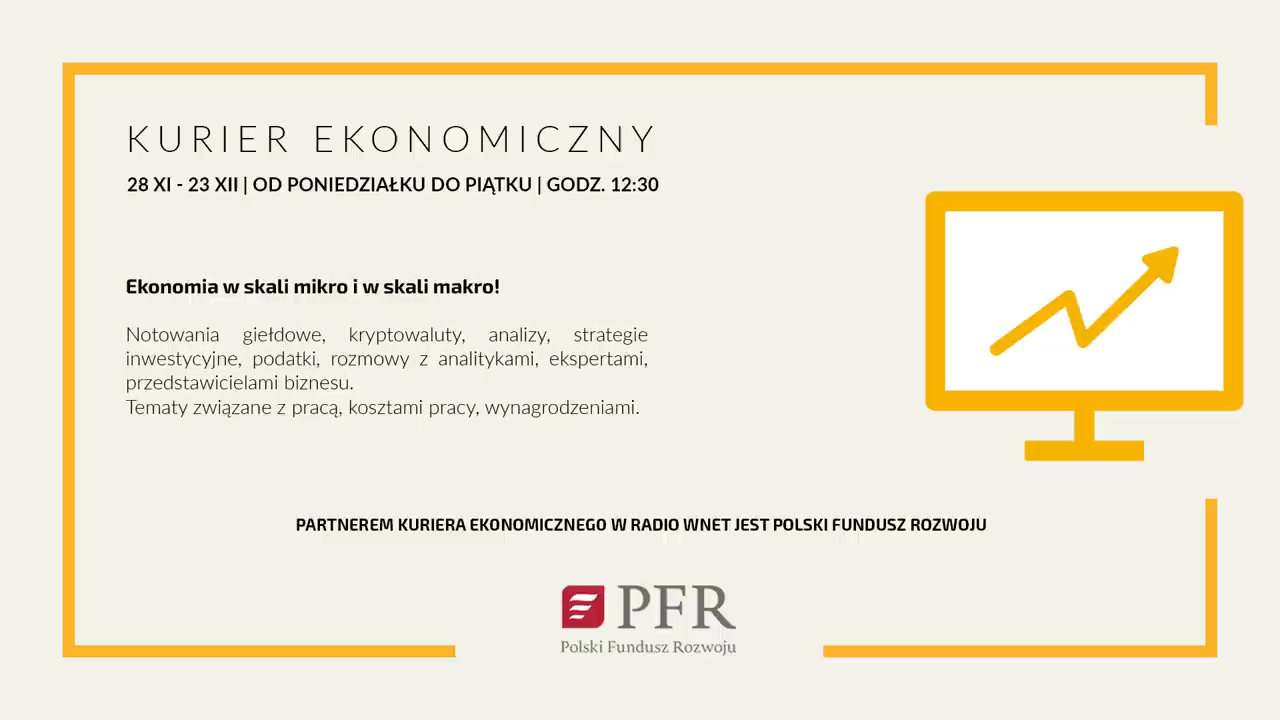 KURIER EKONOMICZNY
28 XI - 23 XII | OD PONIEDZIAŁKU DO PIĄTKU | GODZ. 12:30
Ekonomia w skali mikro i w skali makro!
Notowania giełdowe, kryptowaluty, analizy, strategie
inwestycyjne, podatki, rozmowy z analitykami, ekspertami,
przedstawicielami biznesu.
Tematy związane z pracą, kosztami pracy, wynagrodzeniami.
PARTNEREM KURIERA EKONOMICZNEGO W RADIO WNET JEST POLSKI FUNDUSZ ROZWOJU
PFR
Polski Fundusz Rozwoju